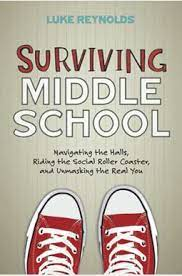 LUKE REYNOLDS
SURVIVING
MIDDLE
SCHOOL
Navigating the Halls,
Riding the Social Roller Coaster,
and Unmasking the Real You